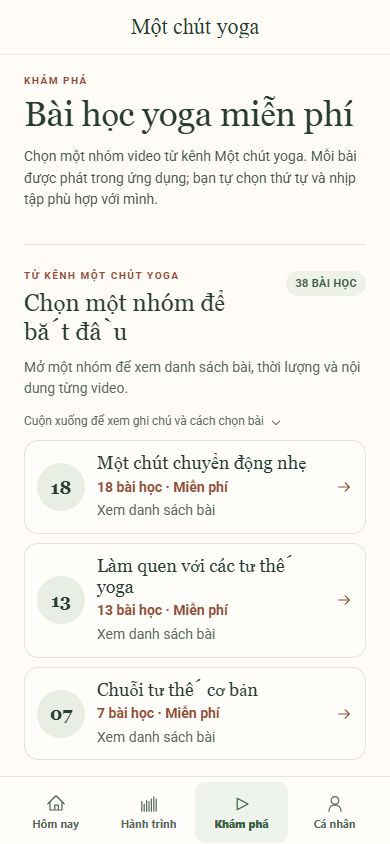 Một chút yoga
KHÁM PHÁ
Bài học yoga miễn phí
Chọn một nhóm video từ kênh Một chút yoga. Mỗi bài
được phát trong ứng dụng; bạn tự chọn thứ tự và nhịp
tập phù hợp với mình.
TỪ KÊNH MỘT CHÚT YOGA
38 BÀI HỌC
Chọn một nhóm để
bắt đầu
Mở một nhóm để xem danh sách bài, thời lượng và nội
dung từng video.
Cuộn xuống để xem ghi chú và cách chọn bài
18
Một chút chuyển động nhẹ
18 bài học · Miễn phí
Xem danh sách bài
13
Làm quen với các tư thế
yoga
13 bài học · Miễn phí
Xem danh sách bài
07
Chuỗi tư thế cơ bản
7 bài học · Miễn phí
Xem danh sách bài
Hôm nay
Hành trình
Khám phá
Cá nhân